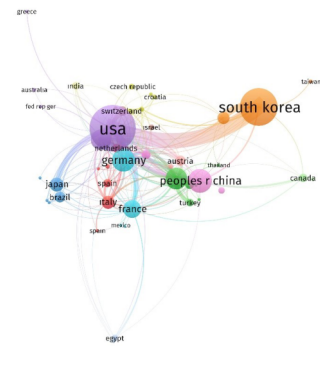 greece
taiwan
australia
india
czech republic
croatia
fed rep ger
south korea
switzerland
usa
israel
netherlands
germany
austria
thailand
japan
spain
peoples r china
canada
brazil
italy
france
turkey
mexico
spain
egypt